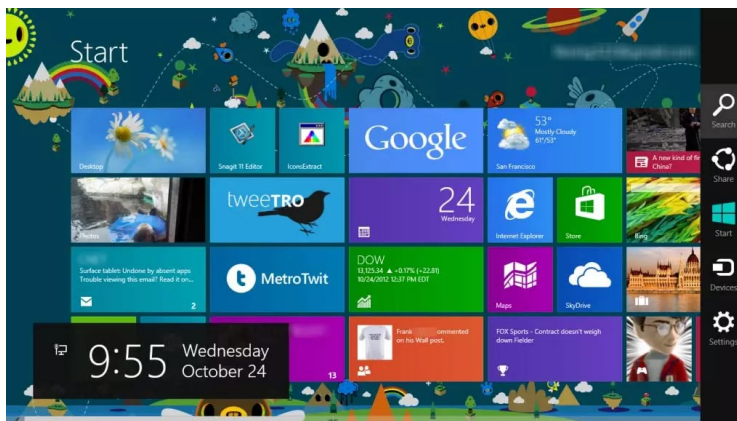 Start
Desktop
Snagit 11 Editor
IconsExtract
Google
53°
Mostly Cloudy
61°/53°
San Francisco
A new kind of
China?
Search
Share
Start
Devices
Settings
Photos
tweeTRO
24
Wednesday
Internet Explorer
Store
Bing
Surface tablet: Undone by absent apps
Trouble viewing this email? Read it on...
2
MetroTwit
DOW
13,125.34 ▲ +0.17% (+22.81)
10/24/2012 12:37 PM EDT
Maps
SkyDrive
13
Frank
ommented
on his Wall post.
FOX Sports - Contract doesn't weigh
down Fielder
9:55
Wednesday
October 24